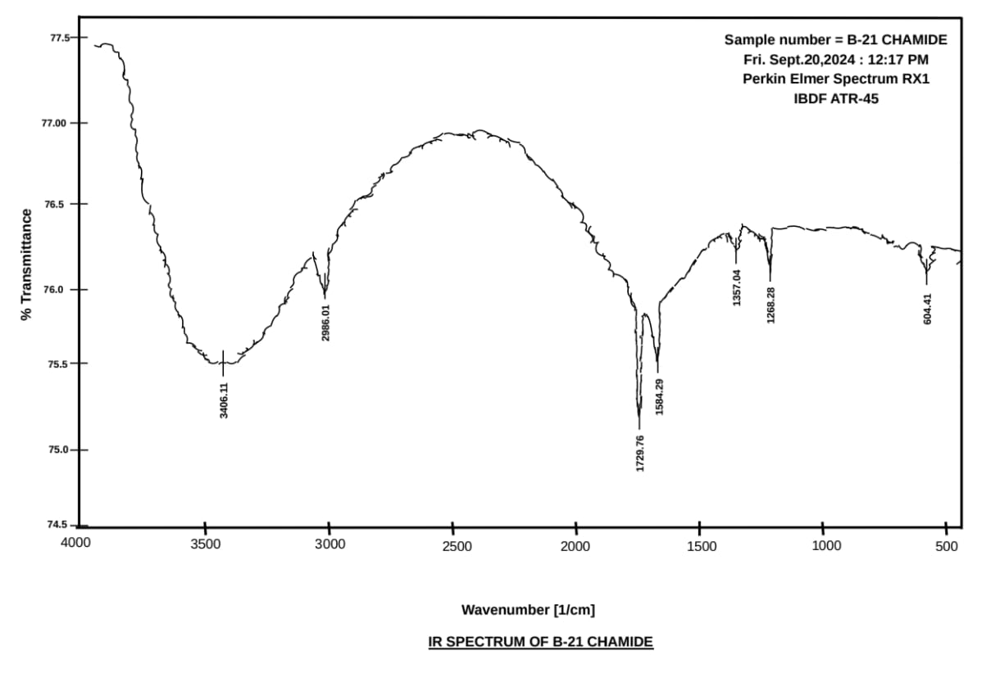 Sample number = B-21 CHAMIDE
Fri. Sept.20,2024 : 12:17 PM
Perkin Elmer Spectrum RX1
IBDF ATR-45
% Transmittance
77.5
77.00
76.5
76.0
75.5
75.0
74.5
3406.11
2986.01
1729.76
1584.29
1357.04
1268.28
604.41
4000 3500 3000 2500 2000 1500 1000 500
Wavenumber [1/cm]
IR SPECTRUM OF B-21 CHAMIDE